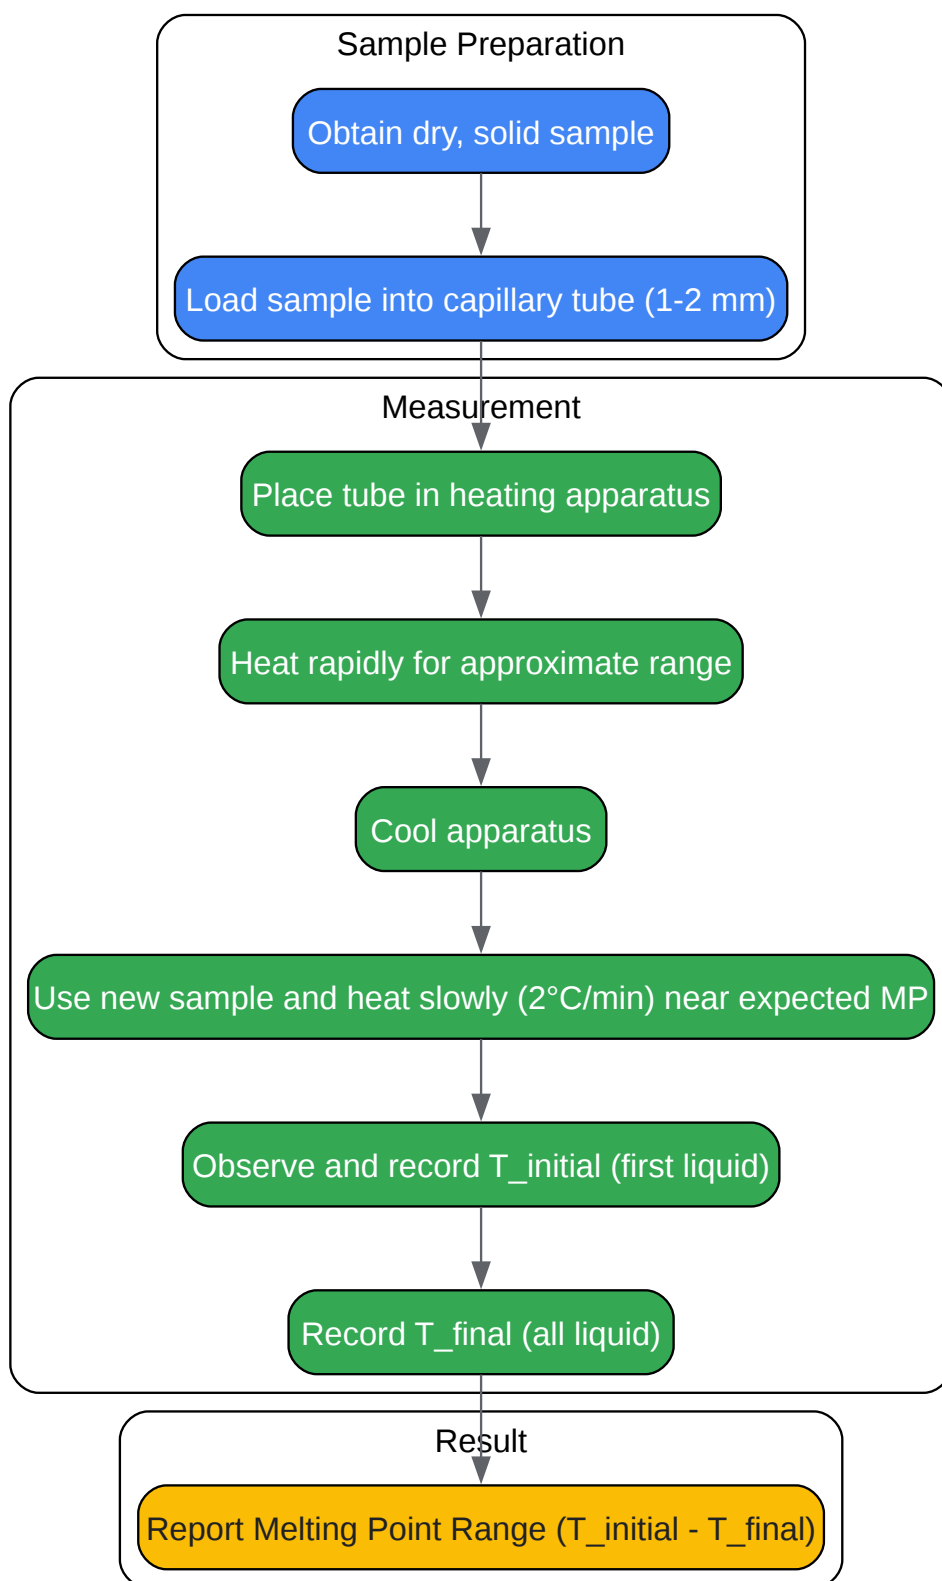 Sample Preparation
Obtain dry, solid sample
Load sample into capillary tube (1-2 mm)
Measurement
Place tube in heating apparatus
Heat rapidly for approximate range
Cool apparatus
Use new sample and heat slowly (2°C/min) near expected MP
Observe and record T_initial (first liquid)
Record T_final (all liquid)
Result
Report Melting Point Range (T_initial - T_final)